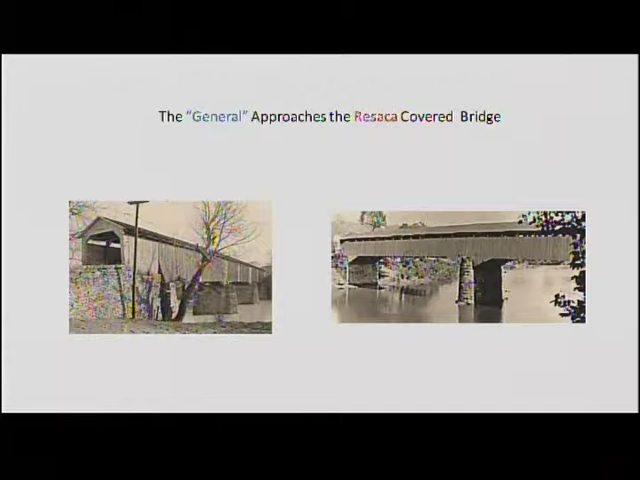 The “General” Approaches the Resaca Covered  Bridge